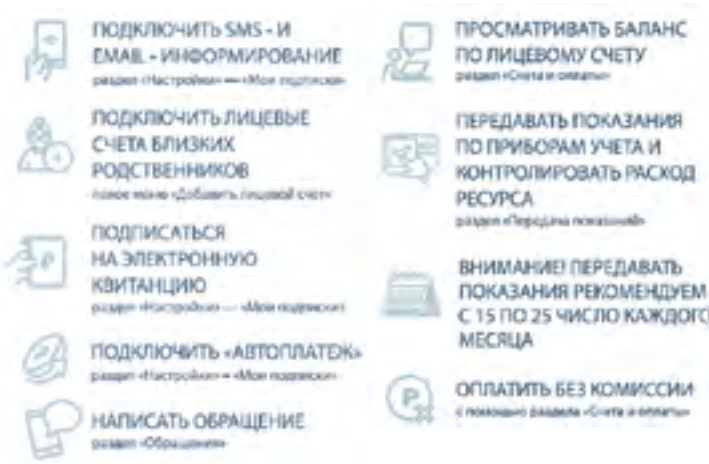 ПОДКЛЮЧИТЬ SMS - И
EMAIL - ИНФОРМИРОВАНИЕ
раздел «Настройки» — «Мои подписки»
ПОДКЛЮЧИТЬ ЛИЦЕВЫЕ
СЧЕТА БЛИЗКИХ
РОДСТВЕННИКОВ
«Добавить лицевой счет»
ПОДПИСАТЬСЯ
НА ЭЛЕКТРОННУЮ
КВИТАНЦИЮ
раздел «Настройки» — «Мои подписки»
ПОДКЛЮЧИТЬ «АВТОПЛАТЕЖ»
раздел «Настройки» – «Мои подписки»
НАПИСАТЬ ОБРАЩЕНИЕ
раздел «Обращения»
ПРОСМАТРИВАТЬ БАЛАНС
ПО ЛИЦЕВОМУ СЧЕТУ
раздел «Счета и оплаты»
ПЕРЕДАВАТЬ ПОКАЗАНИЯ
ПО ПРИБОРАМ УЧЕТА И
КОНТРОЛИРОВАТЬ РАСХОД
РЕСУРСА
раздел «Передача показаний»
ВНИМАНИЕ! ПЕРЕДАВАТЬ
ПОКАЗАНИЯ РЕКОМЕНДУЕМ
С 15 ПО 25 ЧИСЛО КАЖДОГО
МЕСЯЦА
ОПЛАТИТЬ БЕЗ КОМИССИИ
с помощью раздела «Счета и оплаты»